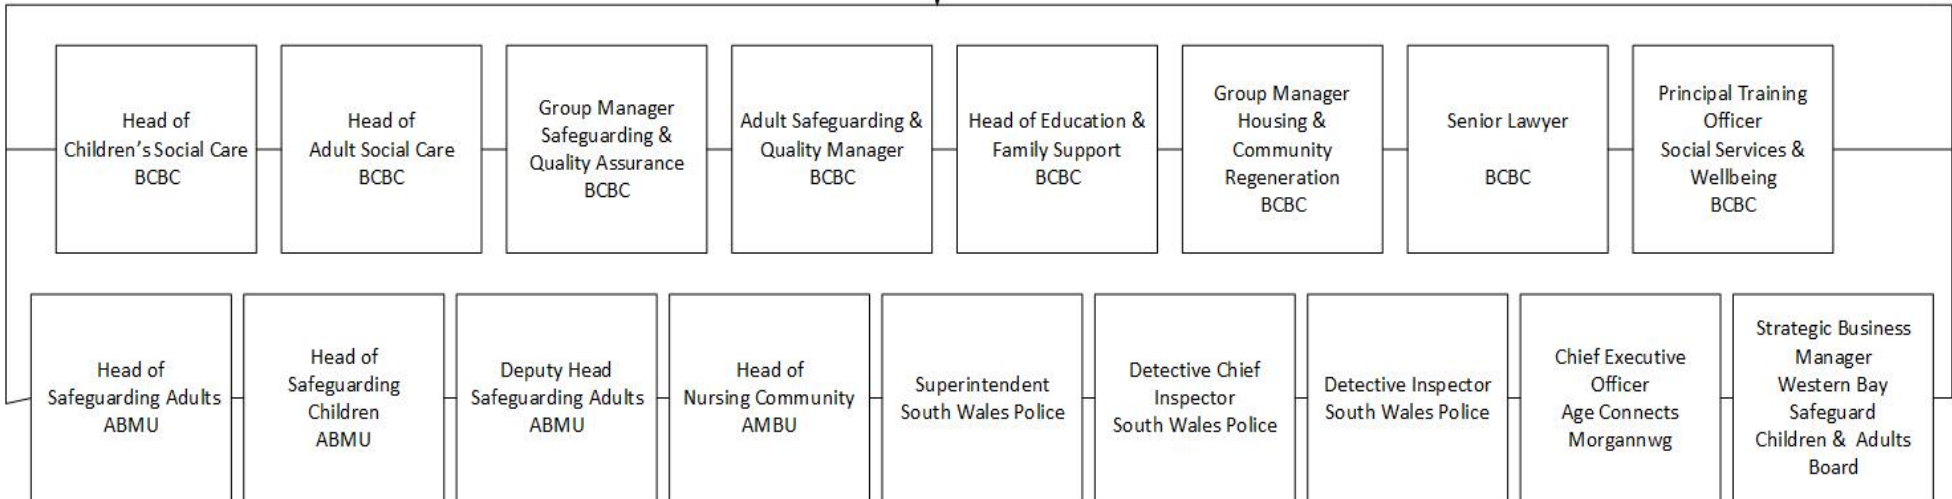 Head of
Children's Social Care
BCBC
Head of
Adult Social Care
BCBC
Group Manager
Safeguarding &
Quality Assurance
BCBC
Adult Safeguarding &
Quality Manager
BCBC
Head of Education &
Family Support
BCBC
Group Manager
Housing &
Community
Regeneration
BCBC
Senior Lawyer
BCBC
Principal Training
Officer
Social Services &
Wellbeing
BCBC
Head of
Safeguarding Adults
ABMU
Head of
Safeguarding
Children
ABMU
Deputy Head
Safeguarding Adults
ABMU
Head of
Nursing Community
AMBU
Superintendent
South Wales Police
Detective Chief
Inspector
South Wales Police
Detective Inspector
South Wales Police
Chief Executive
Officer
Age Connects
Morgannwg
Strategic Business
Manager
Western Bay
Safeguard
Children & Adults
Board